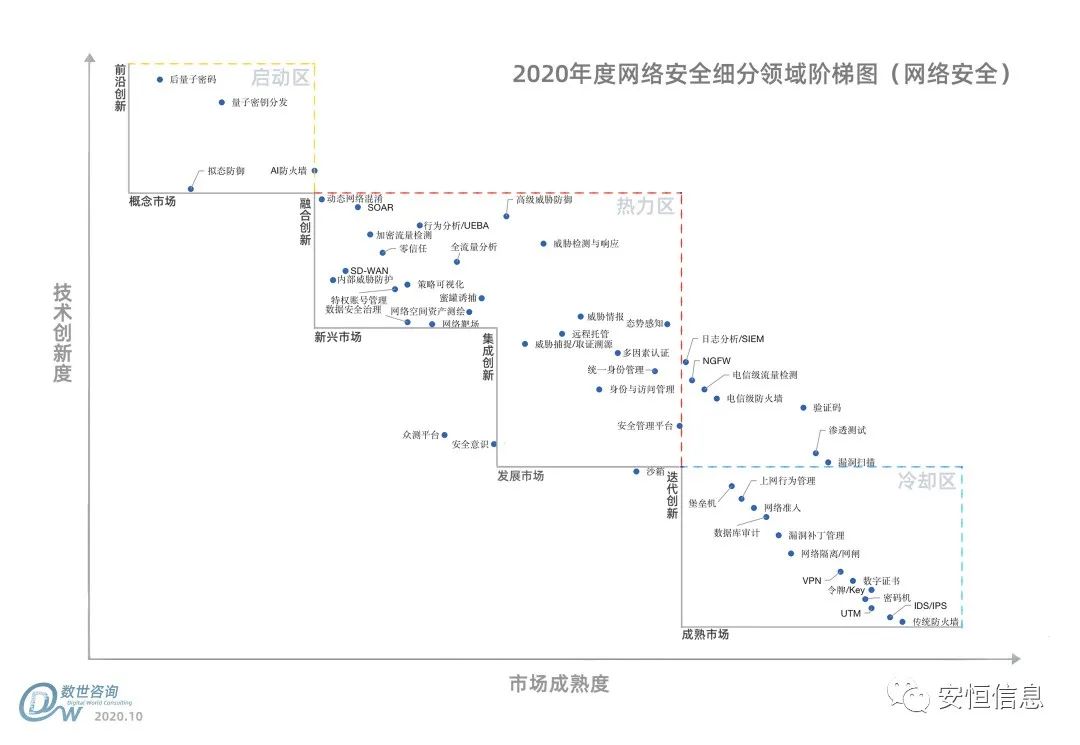 2020年度网络安全细分领域阶梯图（网络安全）
前沿创新
启动区
后量子密码
量子密钥分发
拟态防御
AI防火墙
概念市场
融合创新
热力区
动态网络混淆
SOAR
高级威胁防御
行为分析/UEBA
加密流量检测
威胁检测与响应
零信任
全流量分析
SD-WAN
内部威胁防护
策略可视化
特权账号管理
蜜罐诱捕
数据安全治理
网络空间资产测绘
网络靶场
新兴市场
集成创新
威胁情报
态势感知
远程托管
威胁捕捉/取证溯源
多因素认证
统一身份管理
身份与访问管理
日志分析/SIEM
NGFW
电信级流量检测
电信级防火墙
验证码
安全管理平台
渗透测试
众测平台
安全意识
漏洞扫描
发展市场
沙箱
迭代创新
冷却区
上网行为管理
堡垒机
网络准入
数据库审计
漏洞补丁管理
网络隔离/网闸
VPN
数字证书
令牌/Key
密码机
UTM
IDS/IPS
传统防火墙
成熟市场
技术创新度
市场成熟度
DW
数世咨询
Digital World Consulting
2020.10
安恒信息